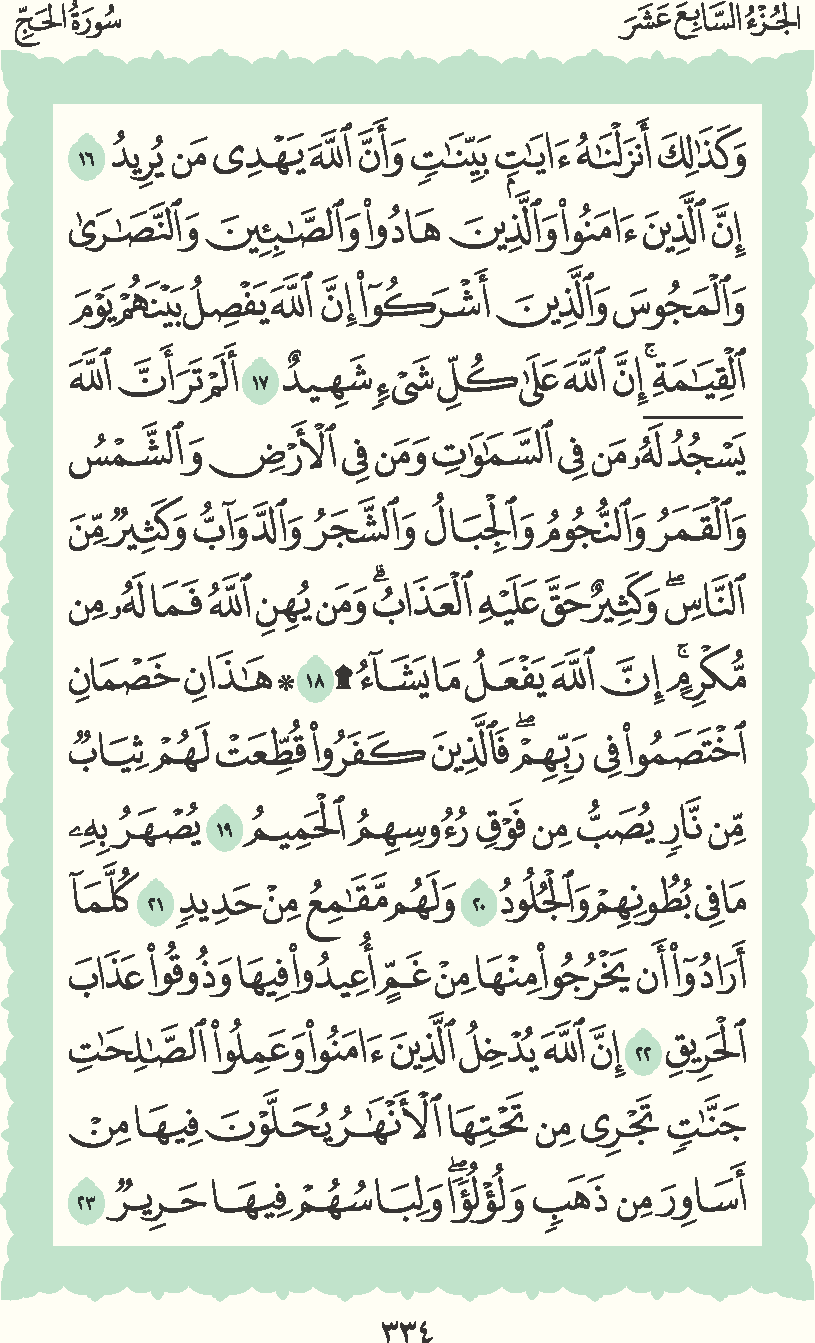 الجُزْءُ السَّابِعَ عَشَرَ
سُورَةُ الحَجِّ
وَكَذَٰلِكَ أَنزَلْنَٰهُ ءَايَٰتٍۭ بَيِّنَٰتٍ وَأَنَّ ٱللَّهَ يَهْدِى مَن يُرِيدُ ١٦
إِنَّ ٱلَّذِينَ ءَامَنُوا۟ وَٱلَّذِينَ هَادُوا۟ وَٱلصَّٰبِـِٔينَ وَٱلنَّصَٰرَىٰ
وَٱلْمَجُوسَ وَٱلَّذِينَ أَشْرَكُوٓا۟ إِنَّ ٱللَّهَ يَفْصِلُ بَيْنَهُمْ يَوْمَ
ٱلْقِيَٰمَةِ ۚ إِنَّ ٱللَّهَ عَلَىٰ كُلِّ شَىْءٍ شَهِيدٌ ١٧ أَلَمْ تَرَ أَنَّ ٱللَّهَ
يَسْجُدُ لَهُۥ مَن فِى ٱلسَّمَٰوَٰتِ وَمَن فِى ٱلْأَرْضِ وَٱلشَّمْسُ
وَٱلْقَمَرُ وَٱلنُّجُومُ وَٱلْجِبَالُ وَٱلشَّجَرُ وَٱلدَّوَآبُّ وَكَثِيرٌ مِّنَ
ٱلنَّاسِ ۖ وَكَثِيرٌ حَقَّ عَلَيْهِ ٱلْعَذَابُ ۗ وَمَن يُهِنِ ٱللَّهُ فَمَا لَهُۥ مِن
مُّكْرِمٍ ۚ إِنَّ ٱللَّهَ يَفْعَلُ مَا يَشَآءُ ۩ ١٨ ۞ هَٰذَانِ خَصْمَانِ
ٱخْتَصَمُوا۟ فِى رَبِّهِمْ ۖ فَٱلَّذِينَ كَفَرُوا۟ قُطِّعَتْ لَهُمْ ثِيَابٌ
مِّن نَّارٍ يُصَبُّ مِن فَوْقِ رُءُوسِهِمُ ٱلْحَمِيمُ ١٩ يُصْهَرُ بِهِۦ
مَا فِى بُطُونِهِمْ وَٱلْجُلُودُ ٢٠ وَلَهُم مَّقَٰمِعُ مِنْ حَدِيدٍ ٢١ كُلَّمَآ
أَرَادُوٓا۟ أَن يَخْرُجُوا۟ مِنْهَا مِنْ غَمٍّ أُعِيدُوا۟ فِيهَا وَذُوقُوا۟ عَذَابَ
ٱلْحَرِيقِ ٢٢ إِنَّ ٱللَّهَ يُدْخِلُ ٱلَّذِينَ ءَامَنُوا۟ وَعَمِلُوا۟ ٱلصَّٰلِحَٰتِ
جَنَّٰتٍ تَجْرِى مِن تَحْتِهَا ٱلْأَنْهَٰرُ يُحَلَّوْنَ فِيهَا مِنْ
أَسَاوِرَ مِن ذَهَبٍ وَلُؤْلُؤًا ۖ وَلِبَاسُهُمْ فِيهَا حَرِيرٌ ٢٣
٣٣٤